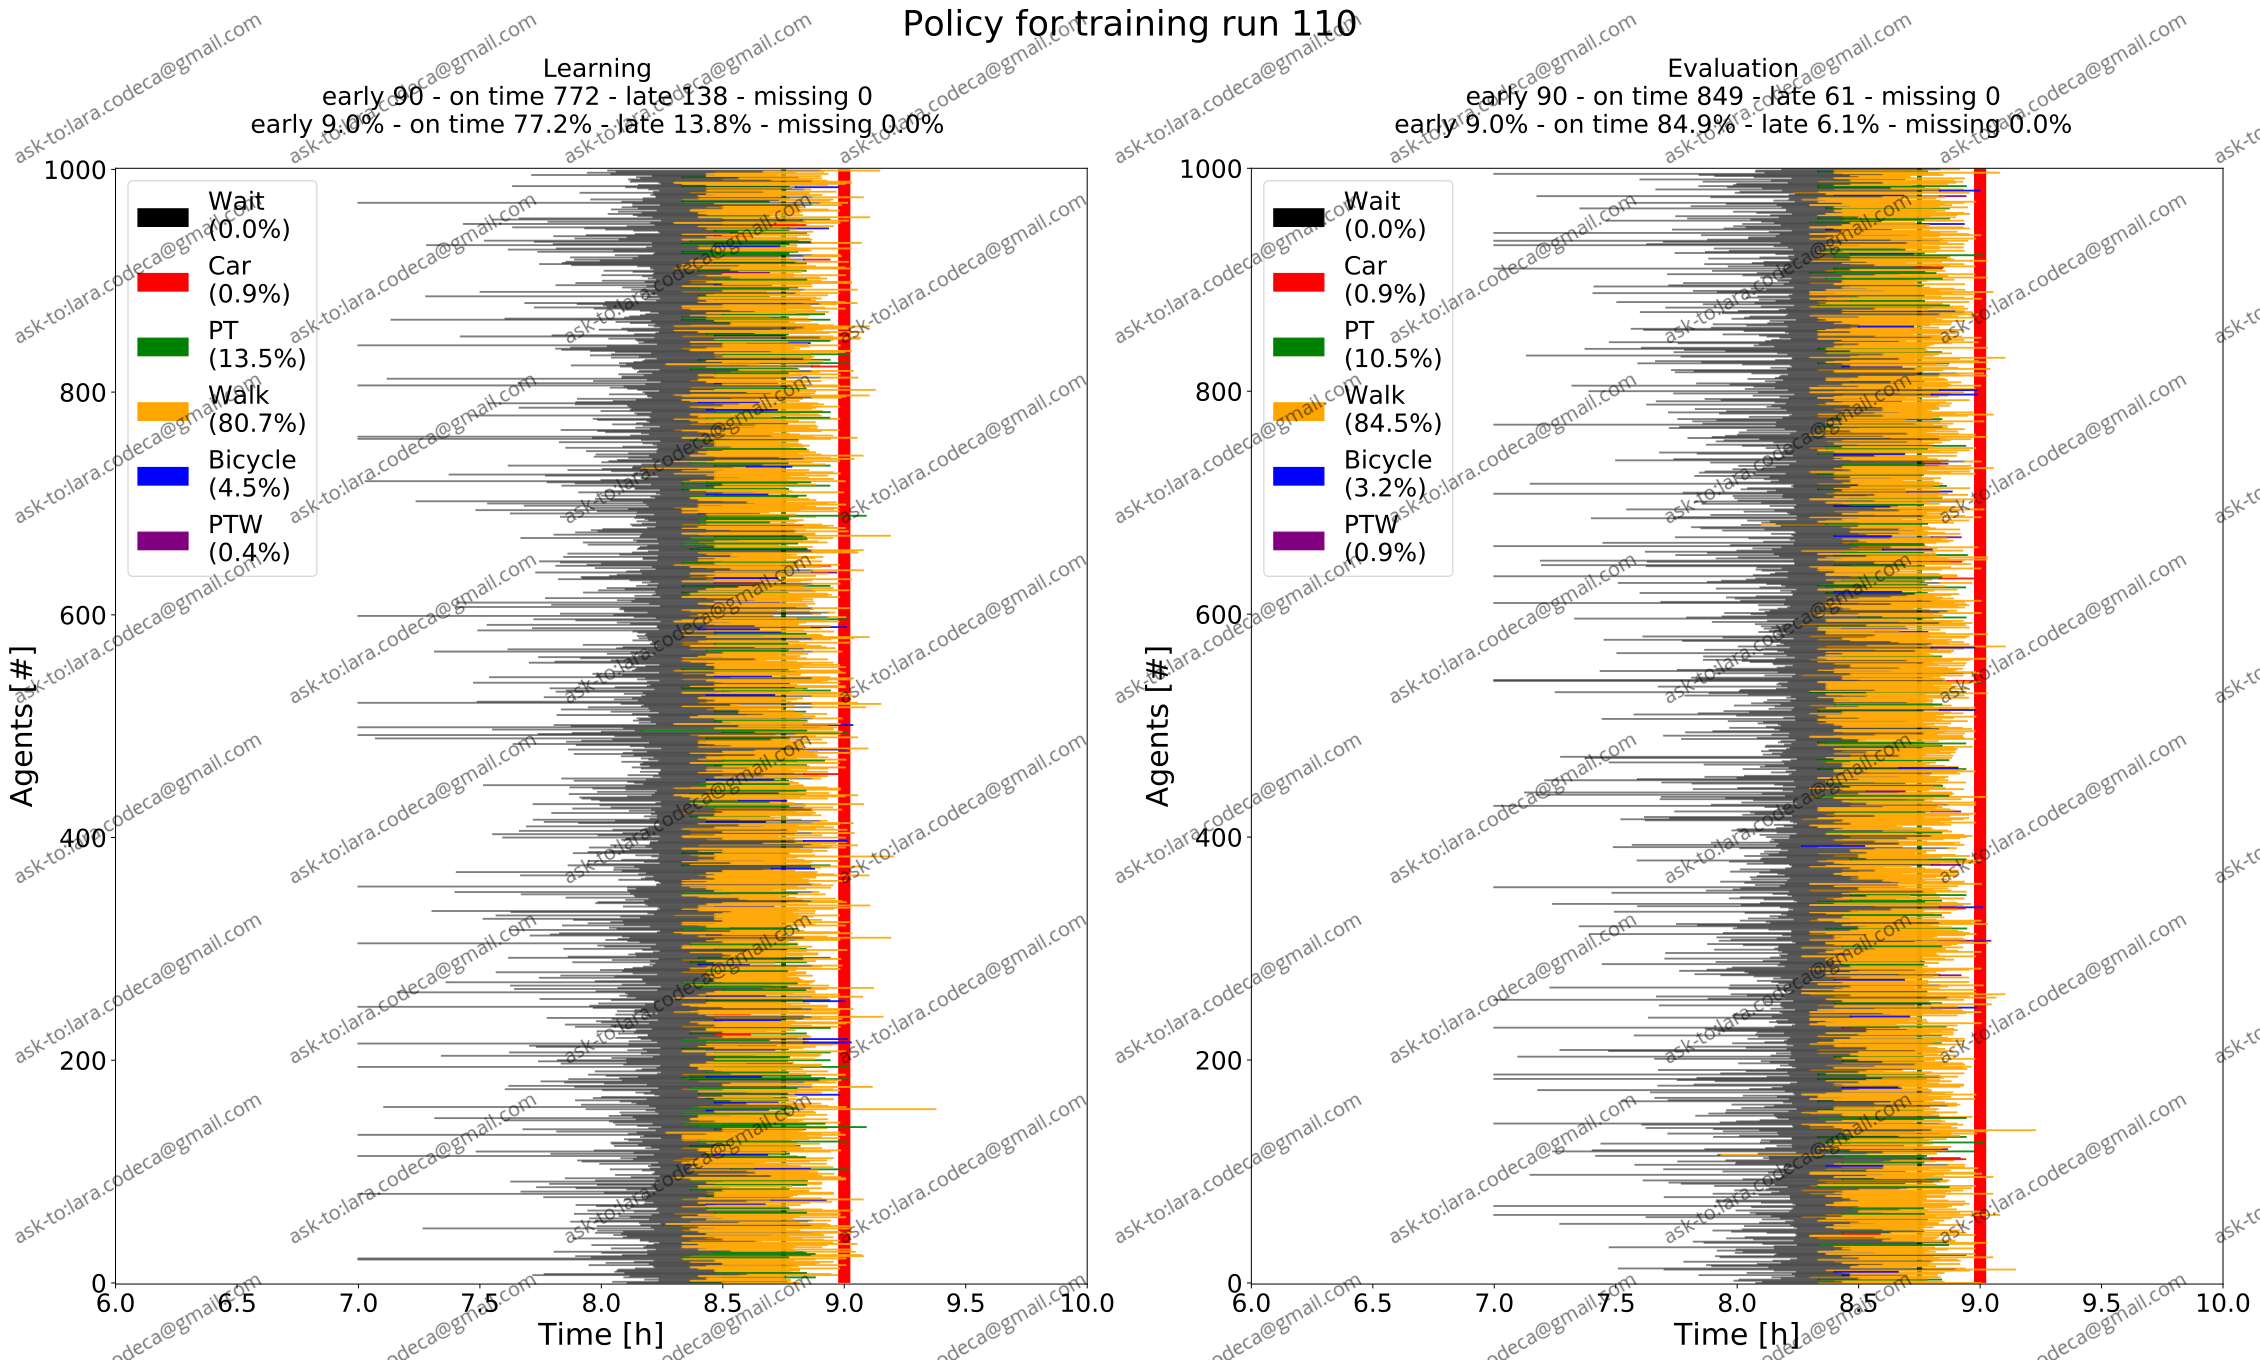 Policy for training run 110
Learning
early 90 - on time 772 - late 138 - missing 0
early 9.0% - on time 77.2% - late 13.8% - missing 0.0%
Evaluation
early 90 - on time 849 - late 61 - missing 0
early 9.0% - on time 84.9% - late 6.1% - missing 0.0%
Agents [#]
1000
800
600
400
200
0
Wait
(0.0%)
Car
(0.9%)
PT
(13.5%)
Walk
(80.7%)
Bicycle
(4.5%)
PTW
(0.4%)
6.0 6.5 7.0 7.5 8.0 8.5 9.0 9.5 10.0
Time [h]
Agents [#]
1000
800
600
400
200
0
Wait
(0.0%)
Car
(0.9%)
PT
(10.5%)
Walk
(84.5%)
Bicycle
(3.2%)
PTW
(0.9%)
6.0 6.5 7.0 7.5 8.0 8.5 9.0 9.5 10.0
Time [h]
ask-to:lara.codeca@gmail.com